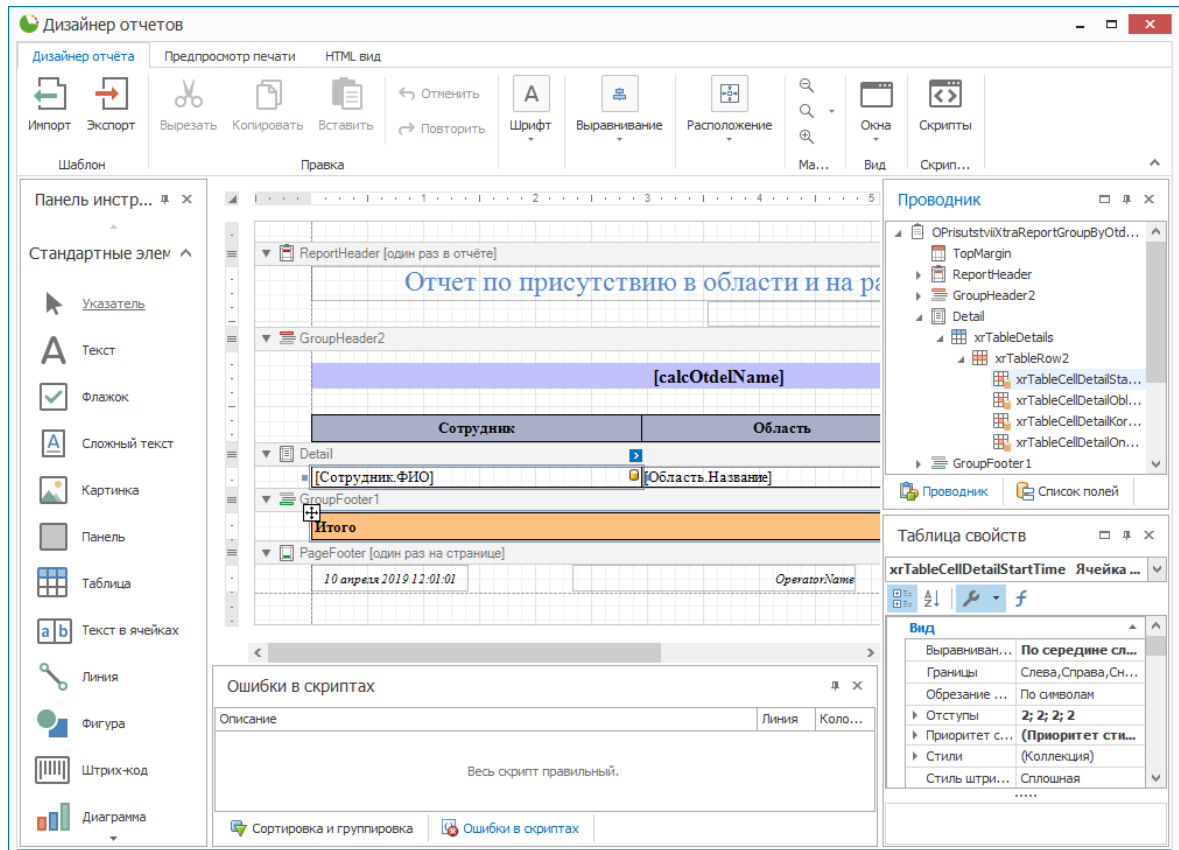 Дизайнер отчетов
Дизайнер отчёта
Предпросмотр печати
HTML вид
Импорт
Экспорт
Вырезать
Копировать
Вставить
Отменить
Повторить
Шрифт
Выравнивание
Расположение
Окна
Скрипты
Шаблон
Правка
Ма...
Вид
Скрип...
Панель инстр...
Стандартные элем
Указатель
Текст
Флажок
Сложный текст
Картинка
Панель
Таблица
Текст в ячейках
Линия
Фигура
Штрих-код
Диаграмма
1 2 3 4 5
ReportHeader [один раз в отчёте]
Отчет по присутствию в области и на ра
GroupHeader2
[calcOtdelName]
Сотрудник
Область
Detail
[Сотрудник.ФИО]
[Область.Название]
GroupFooter1
Итого
PageFooter [один раз на странице]
10 апреля 2019 12:01:01
OperatorName
Ошибки в скриптах
Описание
Линия
Коло...
Весь скрипт правильный.
Сортировка и группировка
Ошибки в скриптах
Проводник
OPrisutstviiXtraReportGroupByOtd...
TopMargin
ReportHeader
GroupHeader2
Detail
xrTableDetails
xrTableRow2
xrTableCellDetailSta...
xrTableCellDetailObl...
xrTableCellDetailKor...
xrTableCellDetailOn...
GroupFooter1
Проводник
Список полей
Таблица свойств
xrTableCellDetailStartTime Ячейка ...
Вид
Выравниван... По середине сл...
Границы Слева,Справа,Сн...
Обрезание ... По символам
Отступы 2; 2; 2; 2
Приоритет с... (Приоритет сти...
Стили (Коллекция)
Стиль штри... Сплошная